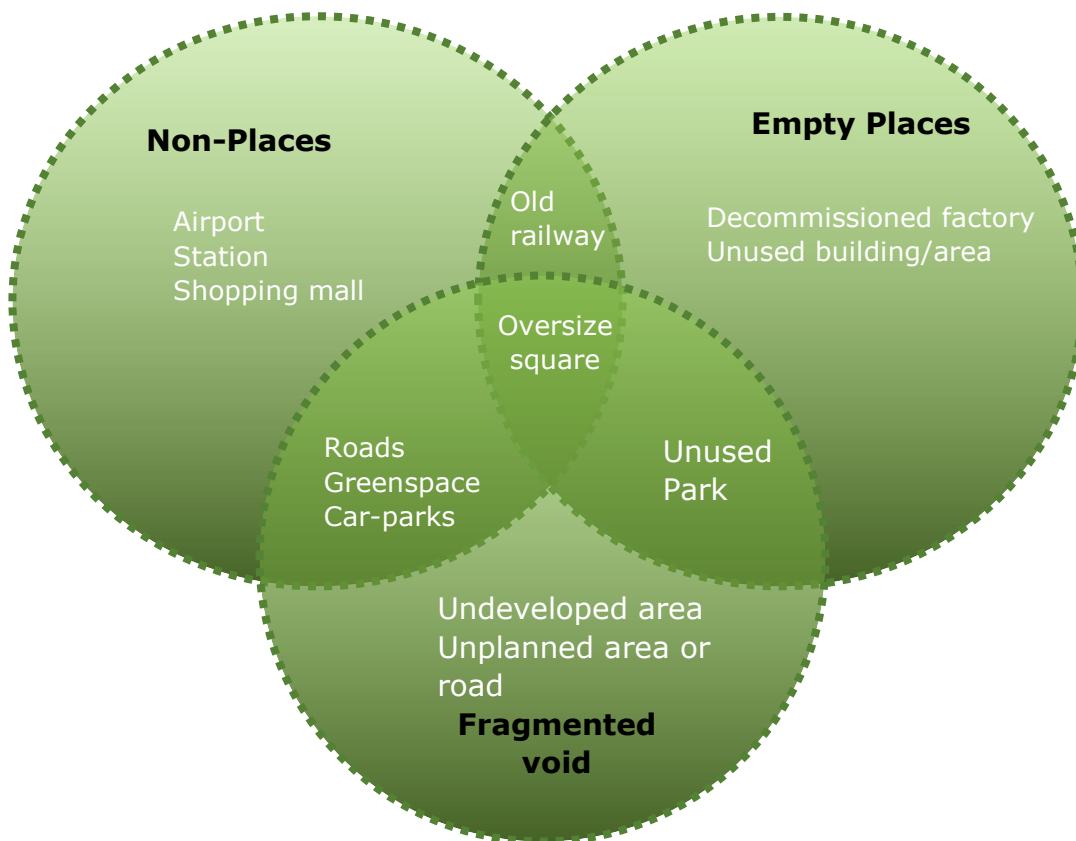 Non-Places
Airport
Station
Shopping mall
Empty Places
Decommissioned factory
Unused building/area
Old
railway
Oversize
square
Roads
Greenspace
Car-parks
Unused
Park
Undeveloped area
Unplanned area or
road
Fragmented
void